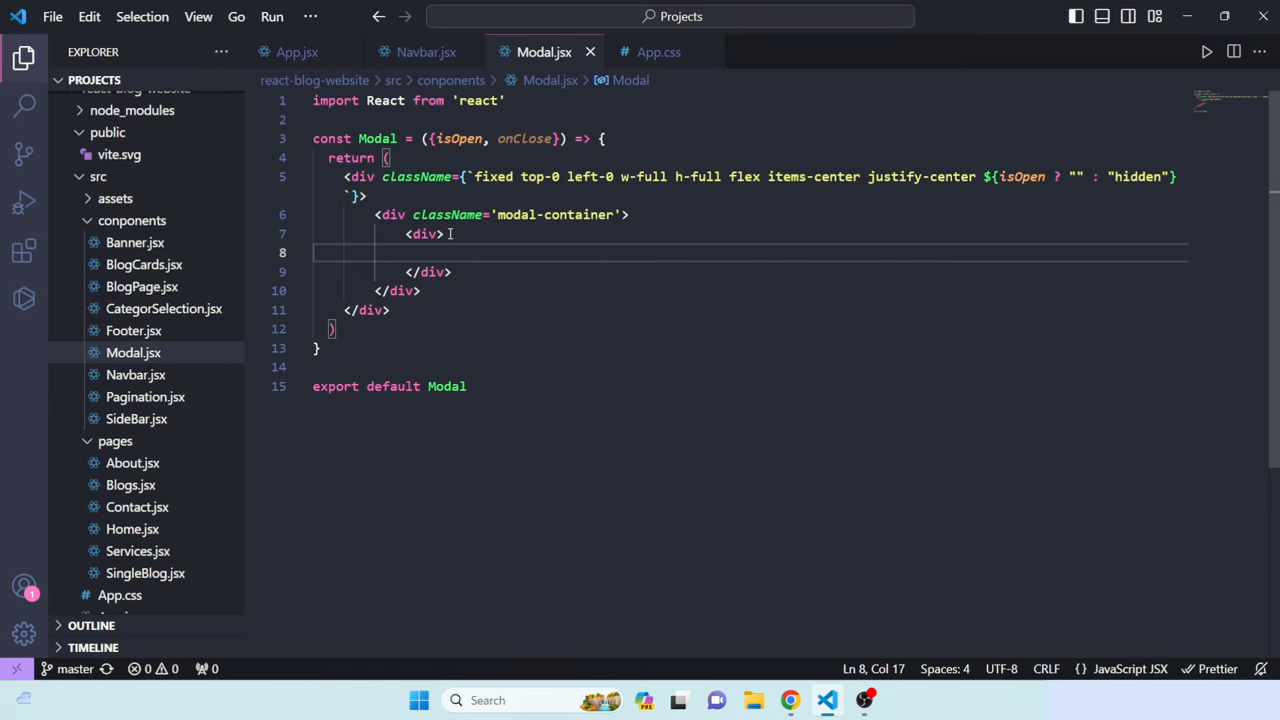 File Edit Selection View Go Run ··· Projects
EXPLORER ···
App.jsx Navbar.jsx Modal.jsx App.css
PROJECTS
react-blog-website > src > conponents > Modal.jsx > Modal
react-blog-website
node_modules
public
vite.svg
src
assets
conponents
Banner.jsx
BlogCards.jsx
BlogPage.jsx
CategorSelection.jsx
Footer.jsx
Modal.jsx
Navbar.jsx
Pagination.jsx
SideBar.jsx
pages
About.jsx
Blogs.jsx
Contact.jsx
Home.jsx
Services.jsx
SingleBlog.jsx
App.css
OUTLINE
TIMELINE
1 import React from 'react'
2
3 const Modal = ({isOpen, onClose}) => {
4 return (
5 <div className={`fixed top-0 left-0 w-full h-full flex items-center justify-center ${isOpen ? "" : "hidden"}
`}>
6 <div className='modal-container'>
7 <div>
8
9 </div>
10 </div>
11 </div>
12 )
13 }
14
15 export default Modal
1
master 0 0 0 Ln 8, Col 17 Spaces: 4 UTF-8 CRLF {} JavaScript JSX Prettier
Search PRE